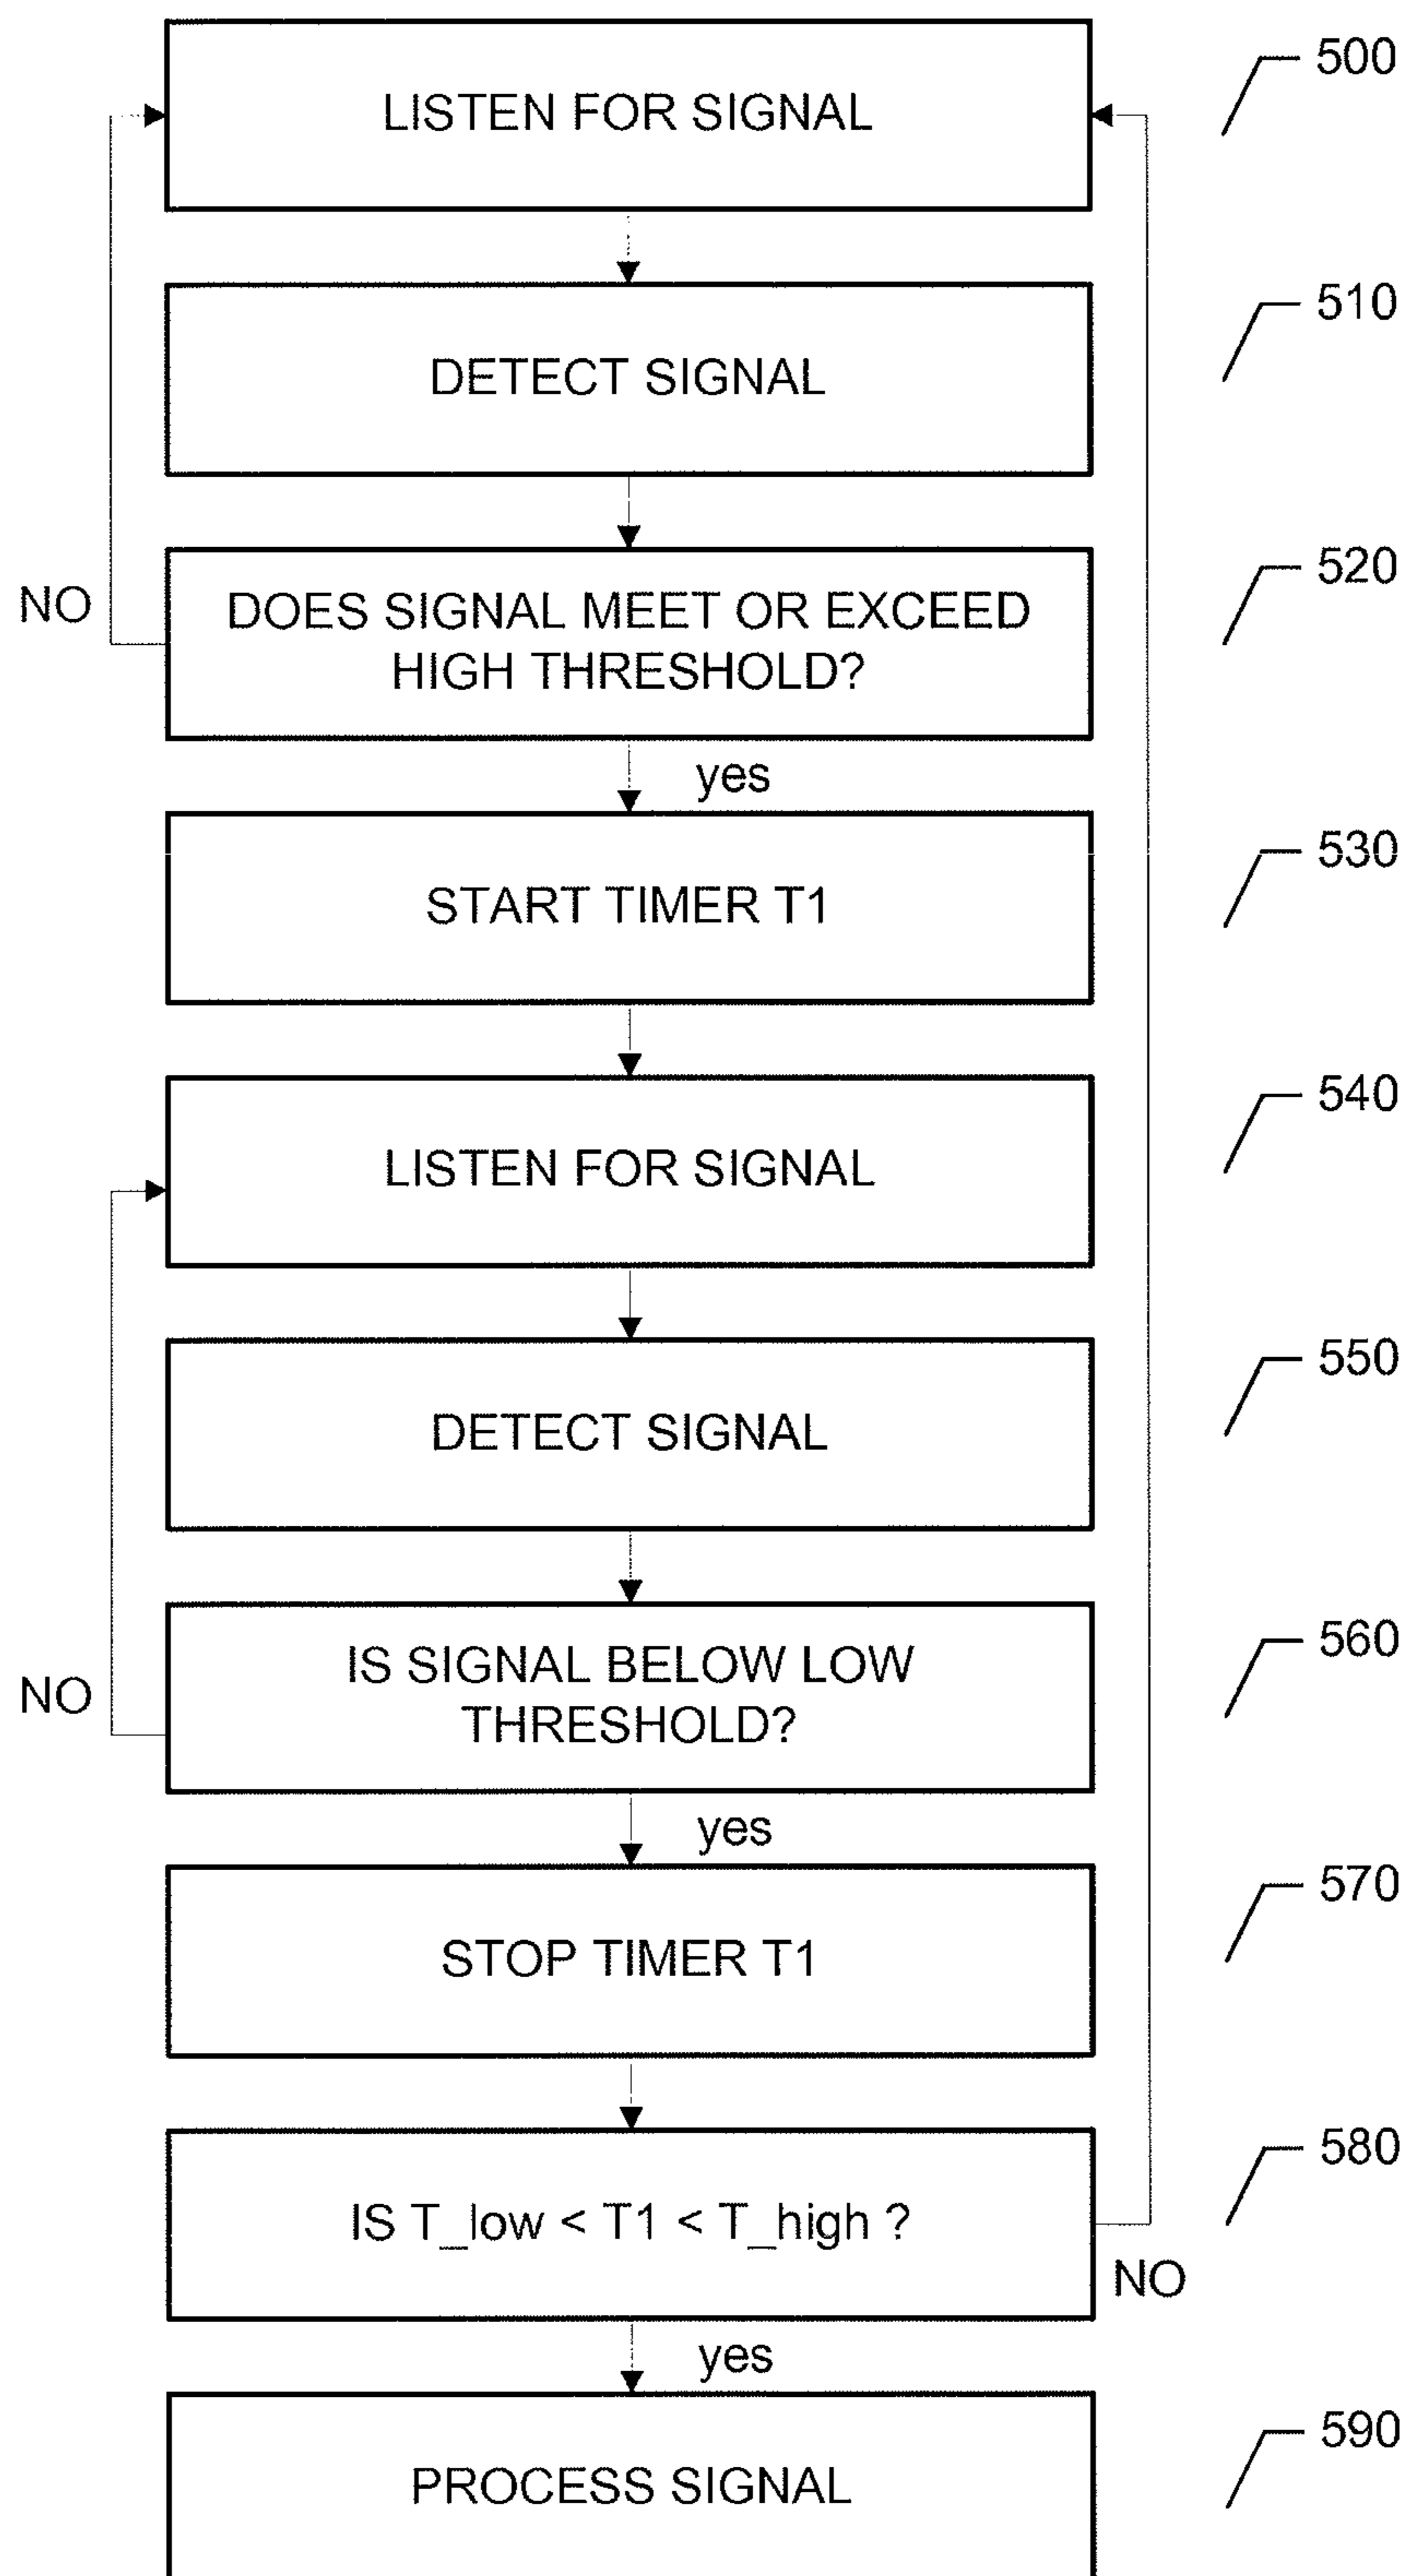 500
LISTEN FOR SIGNAL
510
DETECT SIGNAL
520
NO
DOES SIGNAL MEET OR EXCEED
HIGH THRESHOLD?
yes
530
START TIMER T1
540
LISTEN FOR SIGNAL
550
DETECT SIGNAL
560
NO
IS SIGNAL BELOW LOW
THRESHOLD?
yes
570
STOP TIMER T1
580
IS T_low < T1 < T_high ?
NO
yes
590
PROCESS SIGNAL